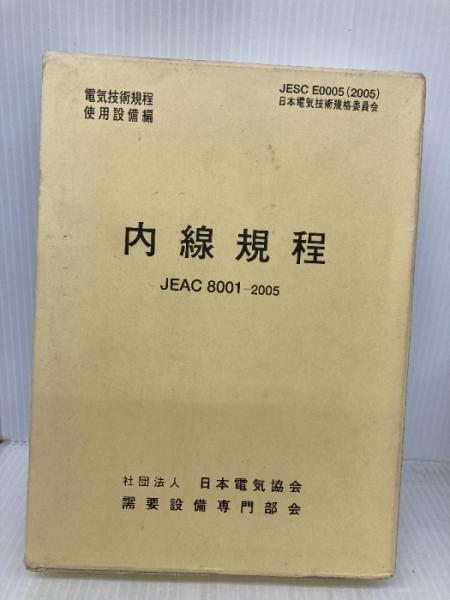 電気技術規程
使用設備編
JESC E0005(2005)
日本電気技術規格委員会
内線規程
JEAC 8001-2005
社団法人 日本電気協会
需要設備専門部会